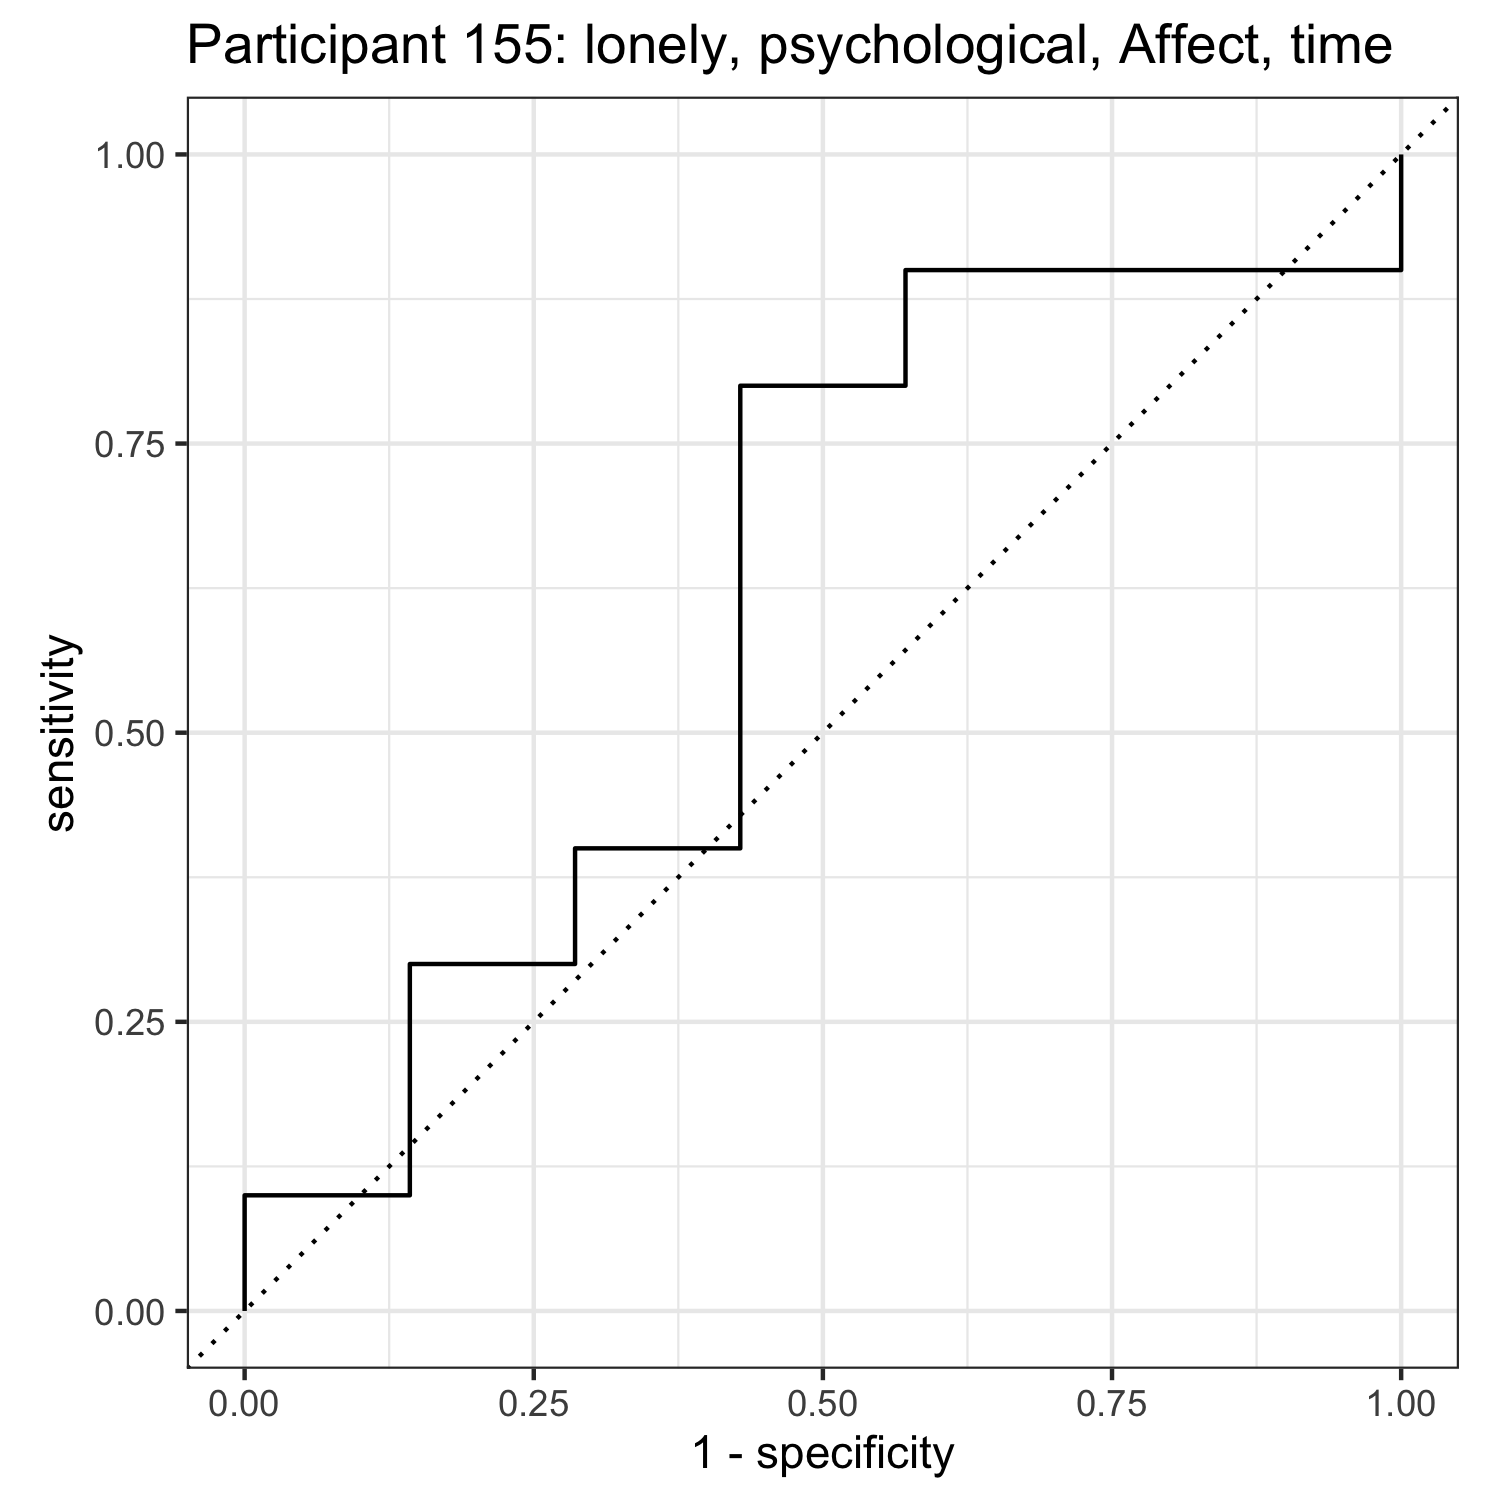 Participant 155: lonely, psychological, Affect, time
1.00
0.75
0.50
0.25
0.00
sensitivity
0.00 0.25 0.50 0.75 1.00
1 - specificity